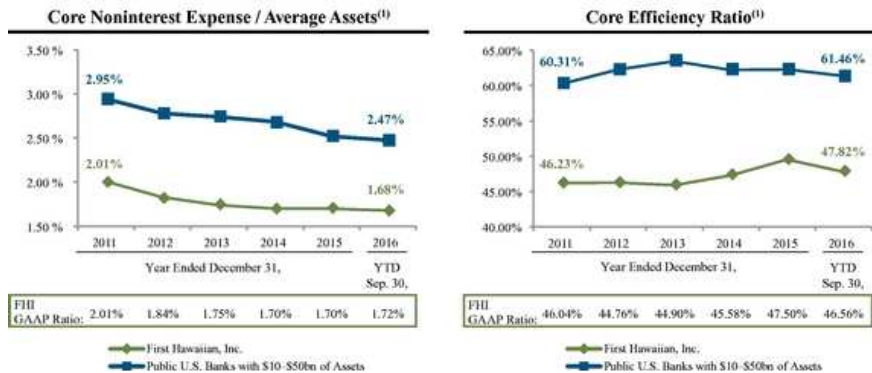 Core Noninterest Expense / Average Assets(1)
3.50 %
3.00 %
2.50 %
2.00 %
1.50 %
2.95%
2.47%
2.01%
1.68%
2011 2012 2013 2014 2015 2016
Year Ended December 31, YTD
Sep. 30,
FHI
GAAP Ratio: 2.01% 1.84% 1.75% 1.70% 1.70% 1.72%
First Hawaiian, Inc.
Public U.S. Banks with $10–$50bn of Assets
Core Efficiency Ratio(1)
65.00%
60.00%
55.00%
50.00%
45.00%
40.00%
60.31%
61.46%
46.23%
47.82%
2011 2012 2013 2014 2015 2016
Year Ended December 31, YTD
Sep. 30,
FHI
GAAP Ratio: 46.04% 44.76% 44.90% 45.58% 47.50% 46.56%
First Hawaiian, Inc.
Public U.S. Banks with $10–$50bn of Assets